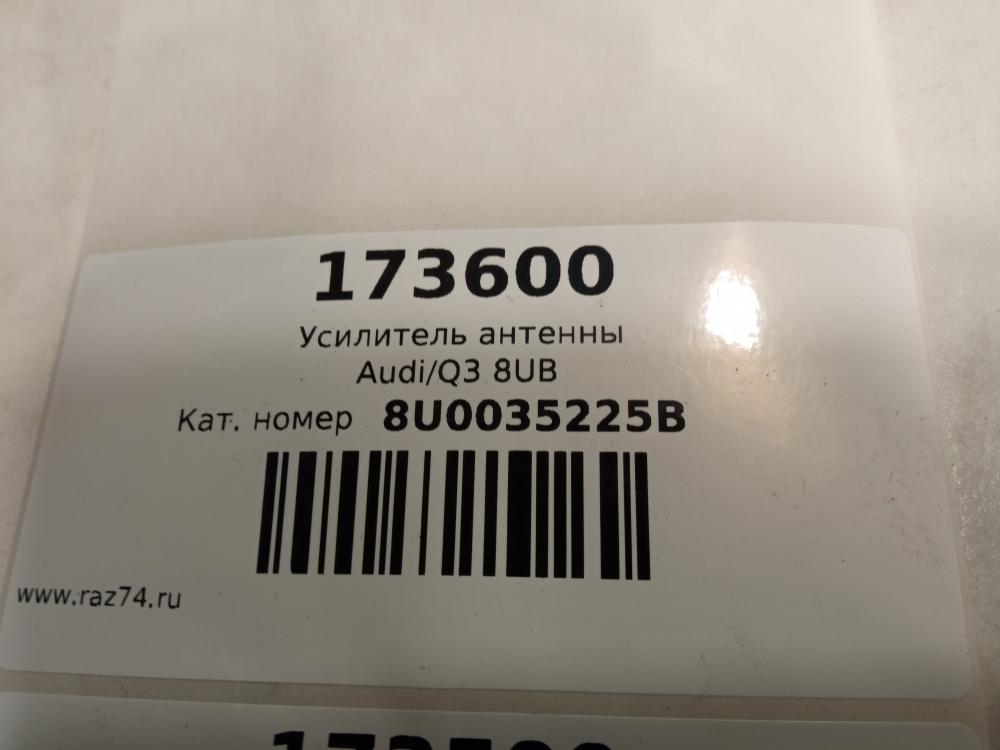 173600
Усилитель антенны
Audi/Q3 8UB
Кат. номер 8U0035225B
www.raz74.ru